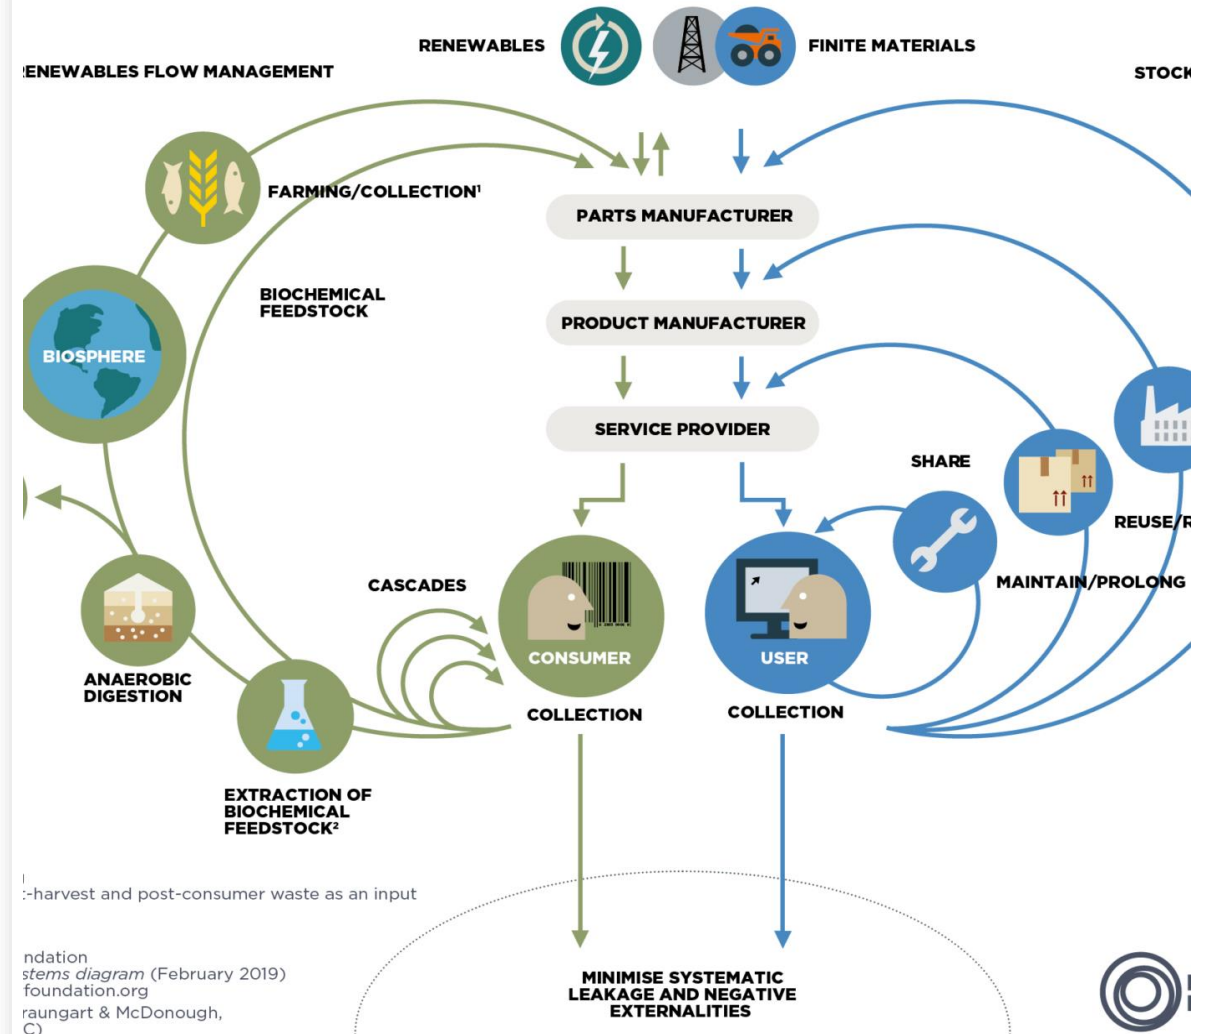 RENEWABLES
FINITE MATERIALS
RENEWABLES FLOW MANAGEMENT
STOCK
FARMING/COLLECTION¹
PARTS MANUFACTURER
BIOCHEMICAL
FEEDSTOCK
PRODUCT MANUFACTURER
BIOSPHERE
SERVICE PROVIDER
SHARE
REUSE/R
MAINTAIN/PROLONG
CASCADES
CONSUMER
USER
ANAEROBIC
DIGESTION
COLLECTION
COLLECTION
EXTRACTION OF
BIOCHEMICAL
FEEDSTOCK²
-harvest and post-consumer waste as an input
ndation
stems diagram (February 2019)
foundation.org
raungart & McDonough,
C)
MINIMISE SYSTEMATIC
LEAKAGE AND NEGATIVE
EXTERNALITIES